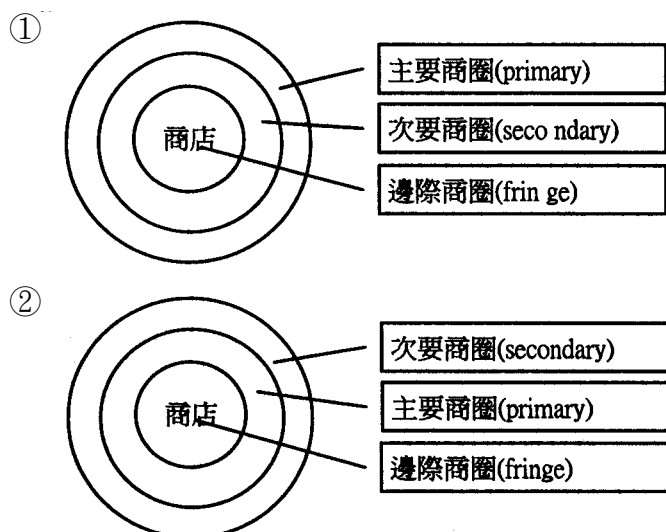 ①
主要商圈(primary)
次要商圈(seco ndary)
商店
邊際商圈(frin ge)
②
次要商圈(secondary)
主要商圈(primary)
商店
邊際商圈(fringe)